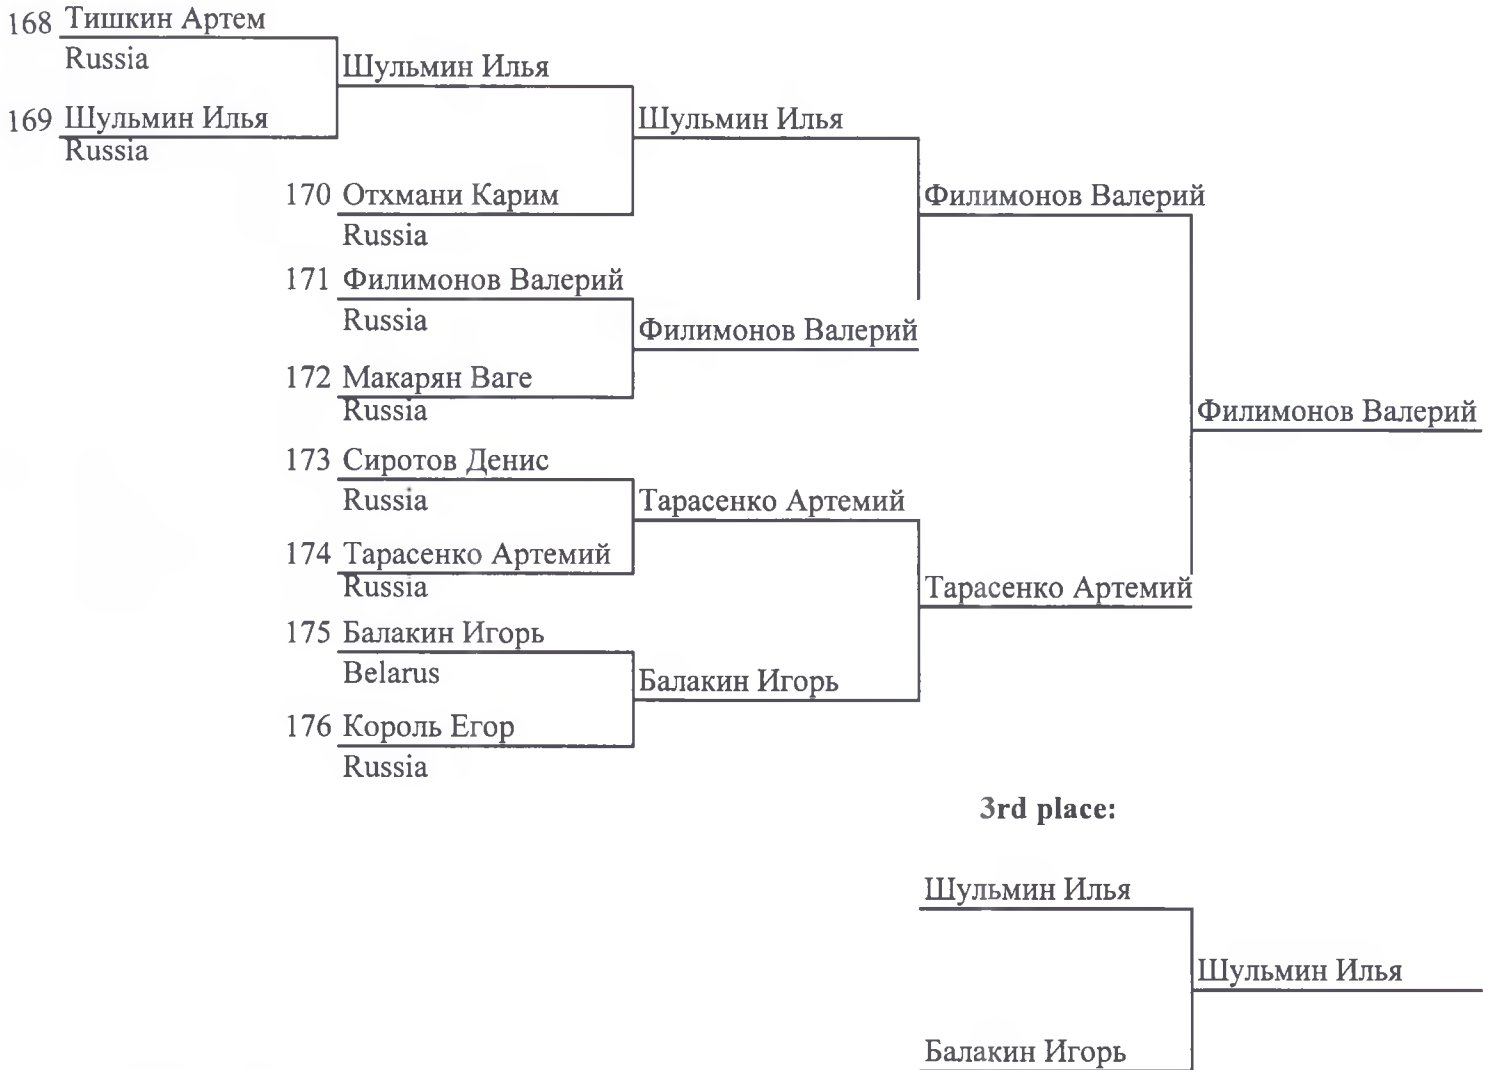 168 Тишкин Артем
Russia
Шульмин Илья
169 Шульмин Илья
Russia
Шульмин Илья
170 Отхмани Карим
Russia
Филимонов Валерий
171 Филимонов Валерий
Russia
Филимонов Валерий
172 Макарян Ваге
Russia
Филимонов Валерий
173 Сиротов Денис
Russia
Тарасенко Артемий
174 Тарасенко Артемий
Russia
Тарасенко Артемий
175 Балакин Игорь
Belarus
Балакин Игорь
176 Король Егор
Russia
3rd place:
Шульмин Илья
Шульмин Илья
Балакин Игорь